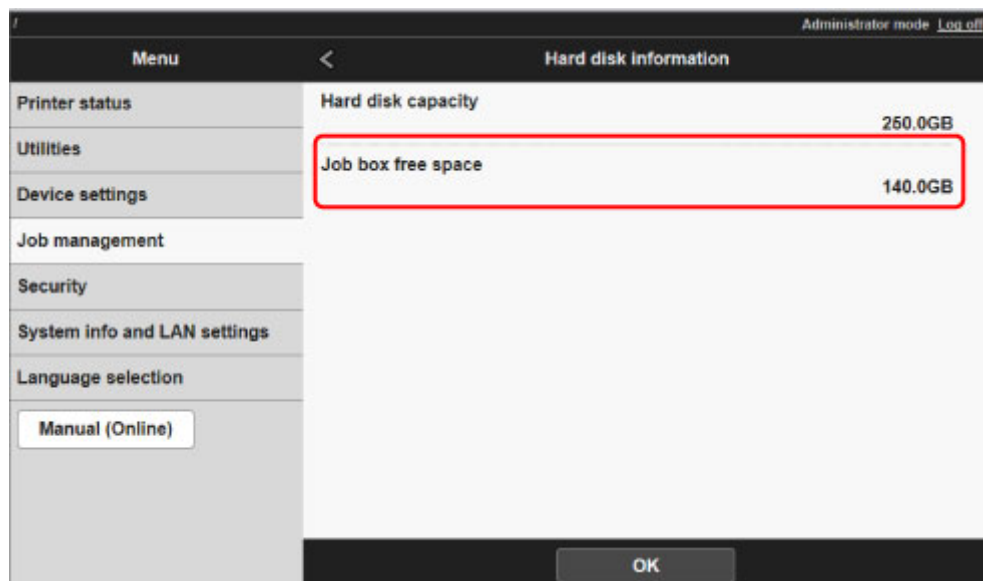 Administrator mode Log off
Menu
< Hard disk information
Printer status
Utilities
Device settings
Job management
Security
System info and LAN settings
Language selection
Manual (Online)
Hard disk capacity
250.0GB
Job box free space
140.0GB
OK